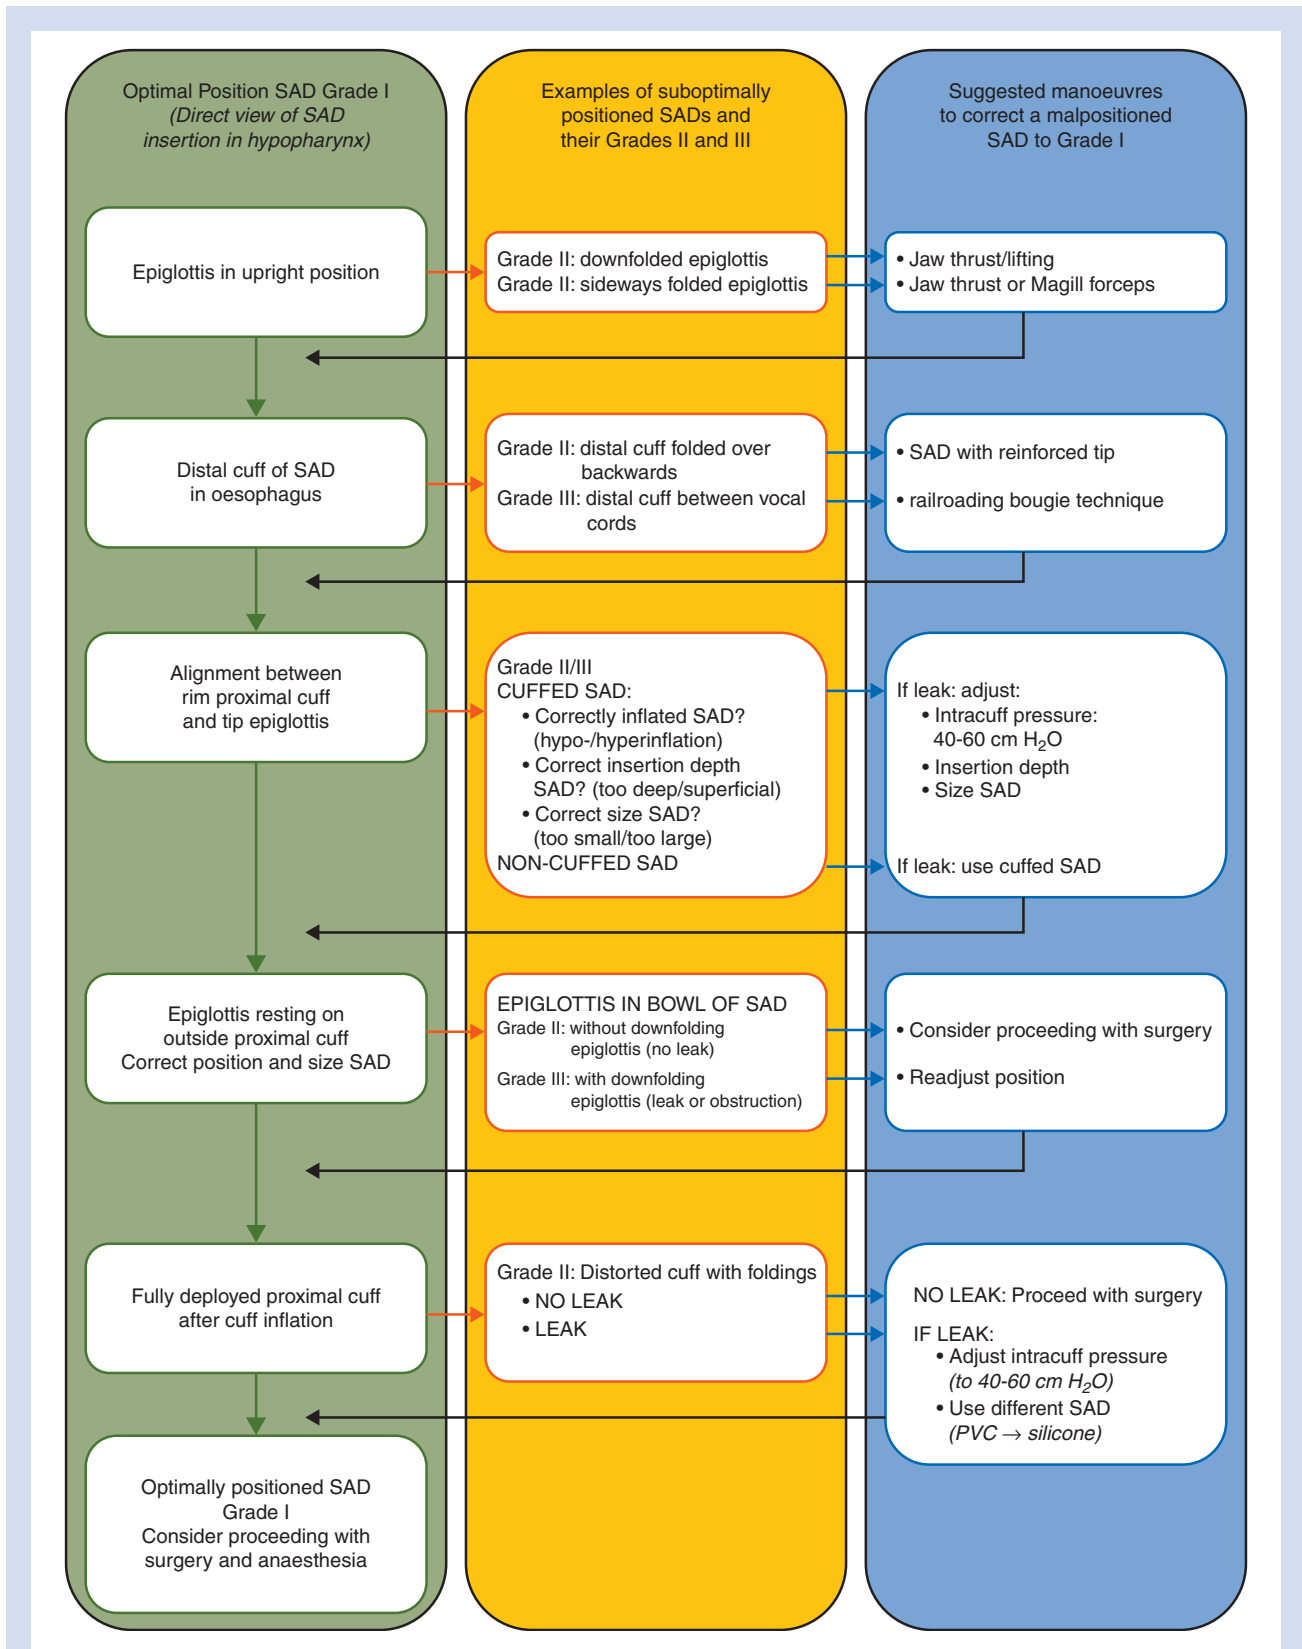 Optimal Position SAD Grade I
(Direct view of SAD
insertion in hypopharynx)
Examples of suboptimally
positioned SADs and
their Grades II and III
Suggested manoeuvres
to correct a malpositioned
SAD to Grade I
Epiglottis in upright position
Grade II: downfolded epiglottis
Grade II: sideways folded epiglottis
• Jaw thrust/lifting
• Jaw thrust or Magill forceps
Distal cuff of SAD
in oesophagus
Grade II: distal cuff folded over
backwards
Grade III: distal cuff between vocal
cords
• SAD with reinforced tip
• railroading bougie technique
Alignment between
rim proximal cuff
and tip epiglottis
Grade II/III
CUFFED SAD:
• Correctly inflated SAD?
(hypo-/hyperinflation)
• Correct insertion depth
SAD? (too deep/superficial)
• Correct size SAD?
(too small/too large)
NON-CUFFED SAD
If leak: adjust:
• Intracuff pressure:
40-60 cm H₂O
• Insertion depth
• Size SAD
If leak: use cuffed SAD
Epiglottis resting on
outside proximal cuff
Correct position and size SAD
EPIGLOTTIS IN BOWL OF SAD
Grade II: without downfolding
epiglottis (no leak)
Grade III: with downfolding
epiglottis (leak or obstruction)
• Consider proceeding with surgery
• Readjust position
Fully deployed proximal cuff
after cuff inflation
Grade II: Distorted cuff with foldings
• NO LEAK
• LEAK
NO LEAK: Proceed with surgery
IF LEAK:
• Adjust intracuff pressure
(to 40-60 cm H₂O)
• Use different SAD
(PVC → silicone)
Optimally positioned SAD
Grade I
Consider proceeding with
surgery and anaesthesia